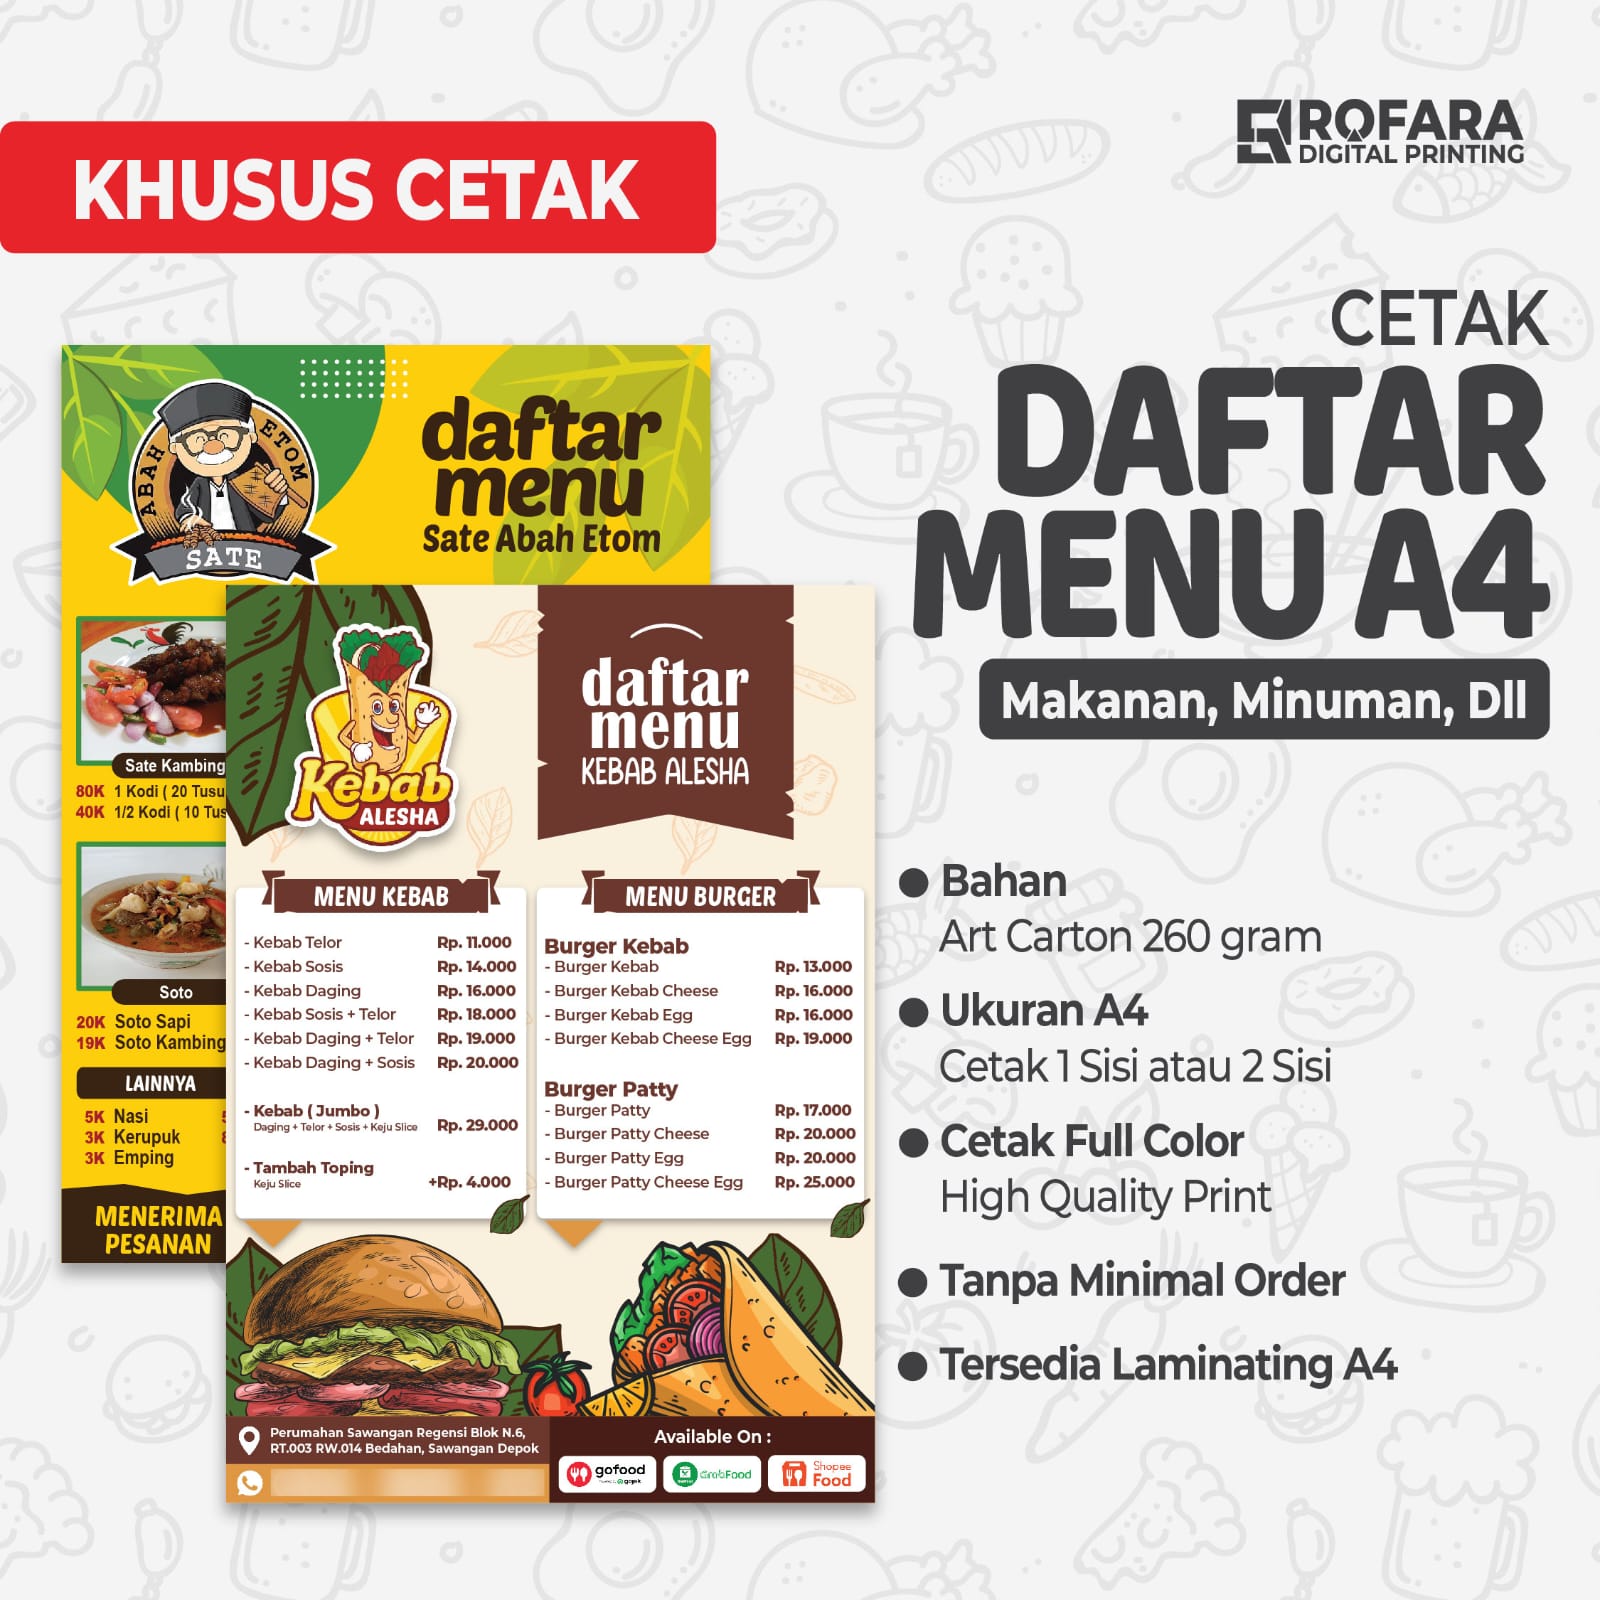 KHUSUS CETAK
ROFARA
DIGITAL PRINTING
CETAK
DAFTAR
MENU A4
Makanan, Minuman, Dll
● Bahan
Art Carton 260 gram
● Ukuran A4
Cetak 1 Sisi atau 2 Sisi
● Cetak Full Color
High Quality Print
● Tanpa Minimal Order
● Tersedia Laminating A4
ABAH ETOM
SATE
daftar
menu
Sate Abah Etom
Sate Kambing
80K 1 Kodi ( 20 Tusu
40K 1/2 Kodi ( 10 Tus
Soto
20K Soto Sapi
19K Soto Kambing
LAINNYA
5K Nasi
3K Kerupuk
3K Emping
MENERIMA
PESANAN
Kebab
ALESHA
daftar
menu
KEBAB ALESHA
MENU KEBAB
- Kebab Telor Rp. 11.000
- Kebab Sosis Rp. 14.000
- Kebab Daging Rp. 16.000
- Kebab Sosis + Telor Rp. 18.000
- Kebab Daging + Telor Rp. 19.000
- Kebab Daging + Sosis Rp. 20.000
- Kebab ( Jumbo )
Daging + Telor + Sosis + Keju Slice Rp. 29.000
- Tambah Toping
Keju Slice +Rp. 4.000
MENU BURGER
Burger Kebab
- Burger Kebab Rp. 13.000
- Burger Kebab Cheese Rp. 16.000
- Burger Kebab Egg Rp. 16.000
- Burger Kebab Cheese Egg Rp. 19.000
Burger Patty
- Burger Patty Rp. 17.000
- Burger Patty Cheese Rp. 20.000
- Burger Patty Egg Rp. 20.000
- Burger Patty Cheese Egg Rp. 25.000
Perumahan Sawangan Regensi Blok N.6,
RT.003 RW.014 Bedahan, Sawangan Depok
Available On :
gofood
gojek
GrabFood
Shopee
Food